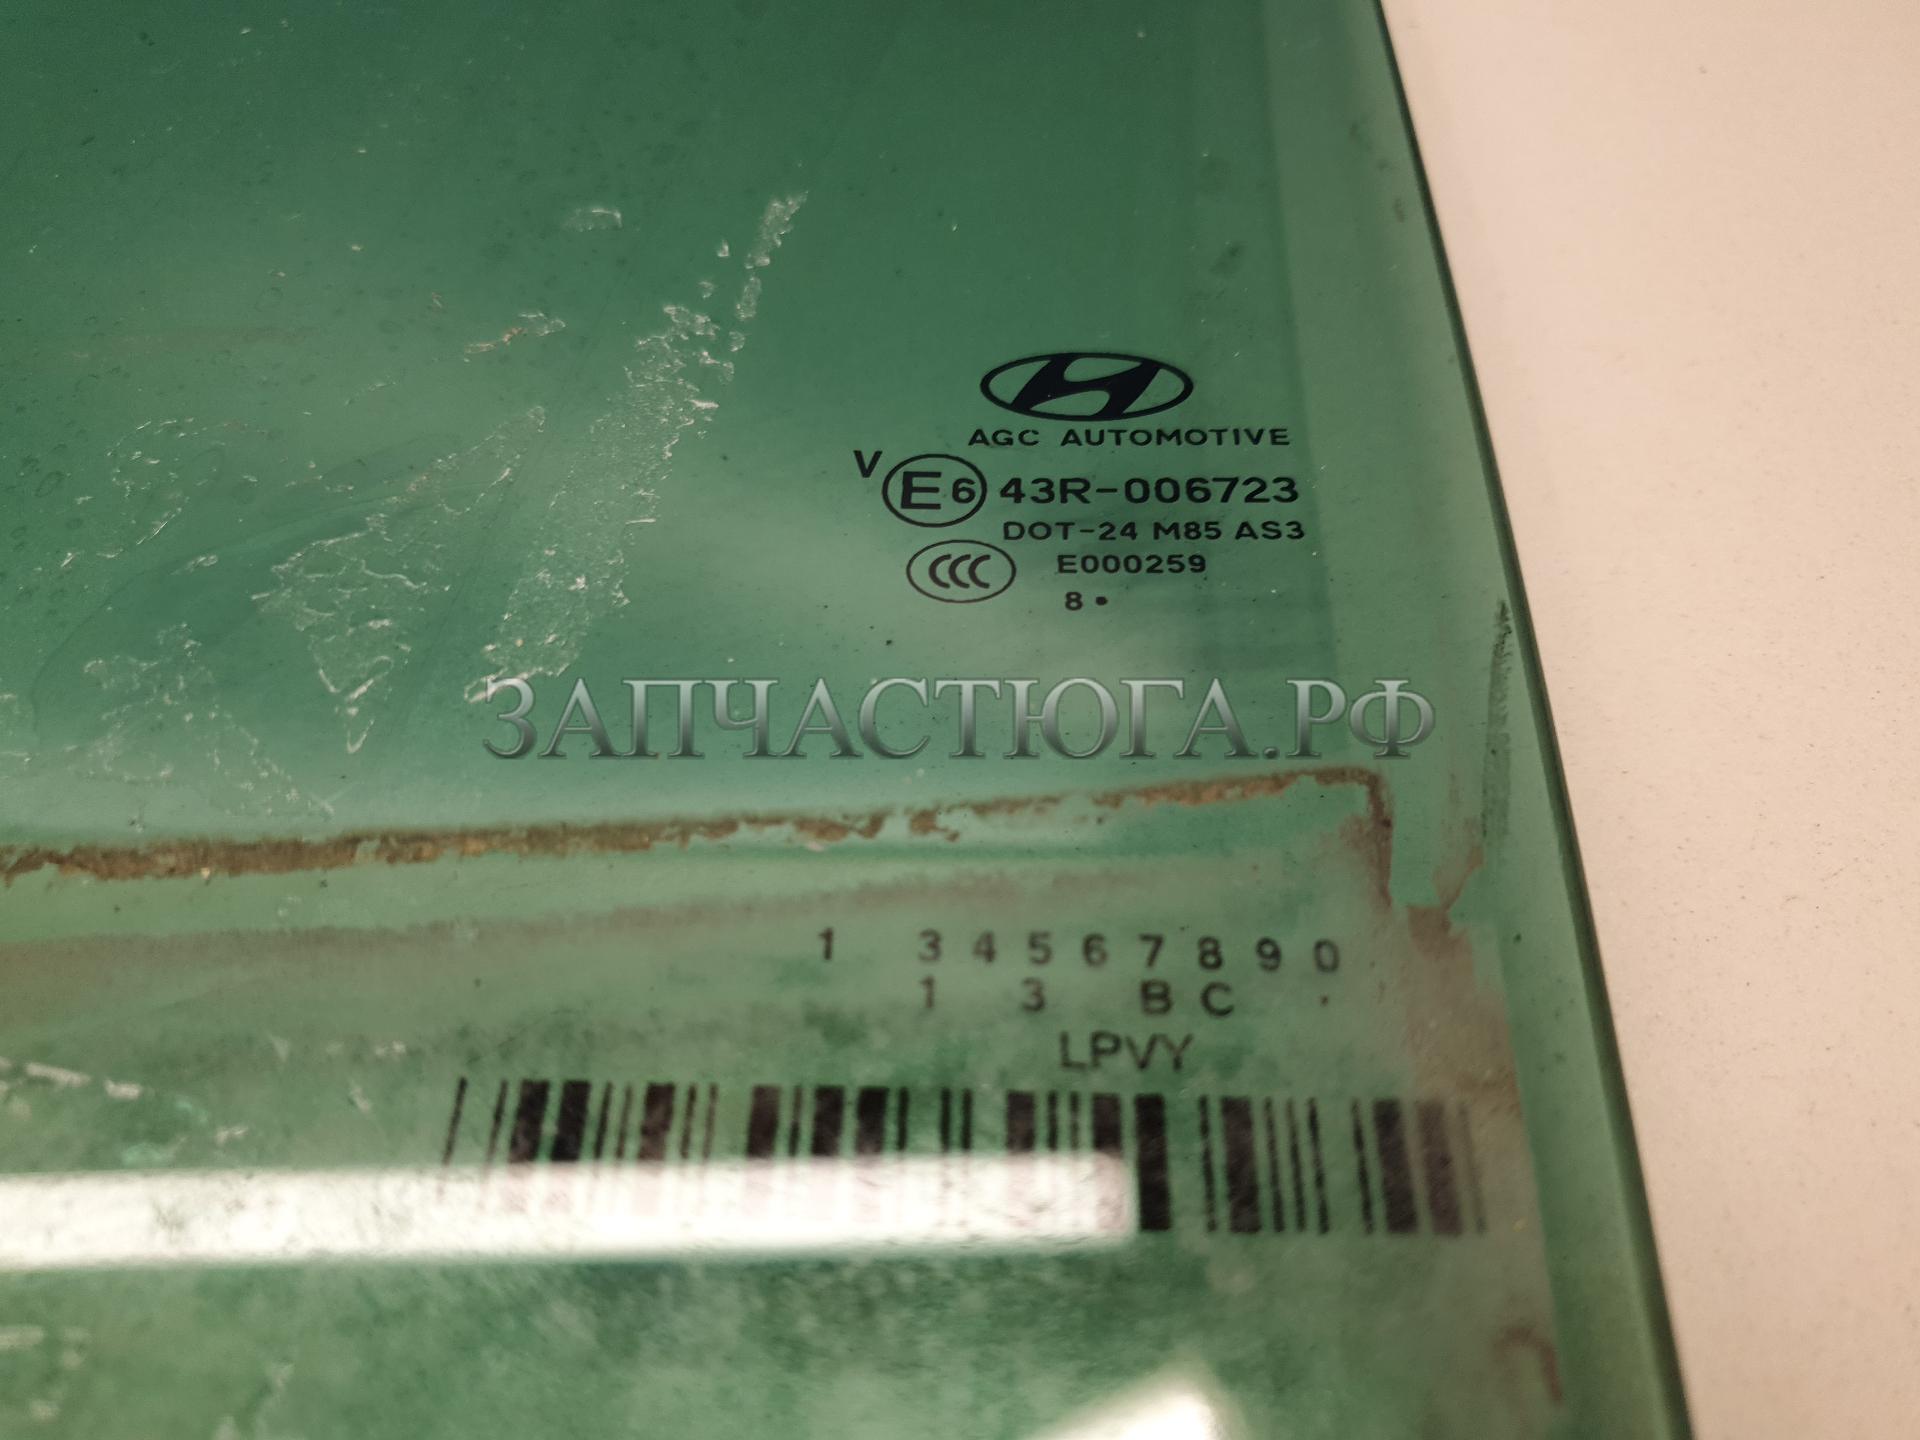 AGC AUTOMOTIVE
V E6 43R-006723
DOT-24 M85 AS3
CCC E000259
8 •
ЗАПЧАСТЮГА.РФ
1 3 4 5 6 7 8 9 0
1 3 B C .
LPVY